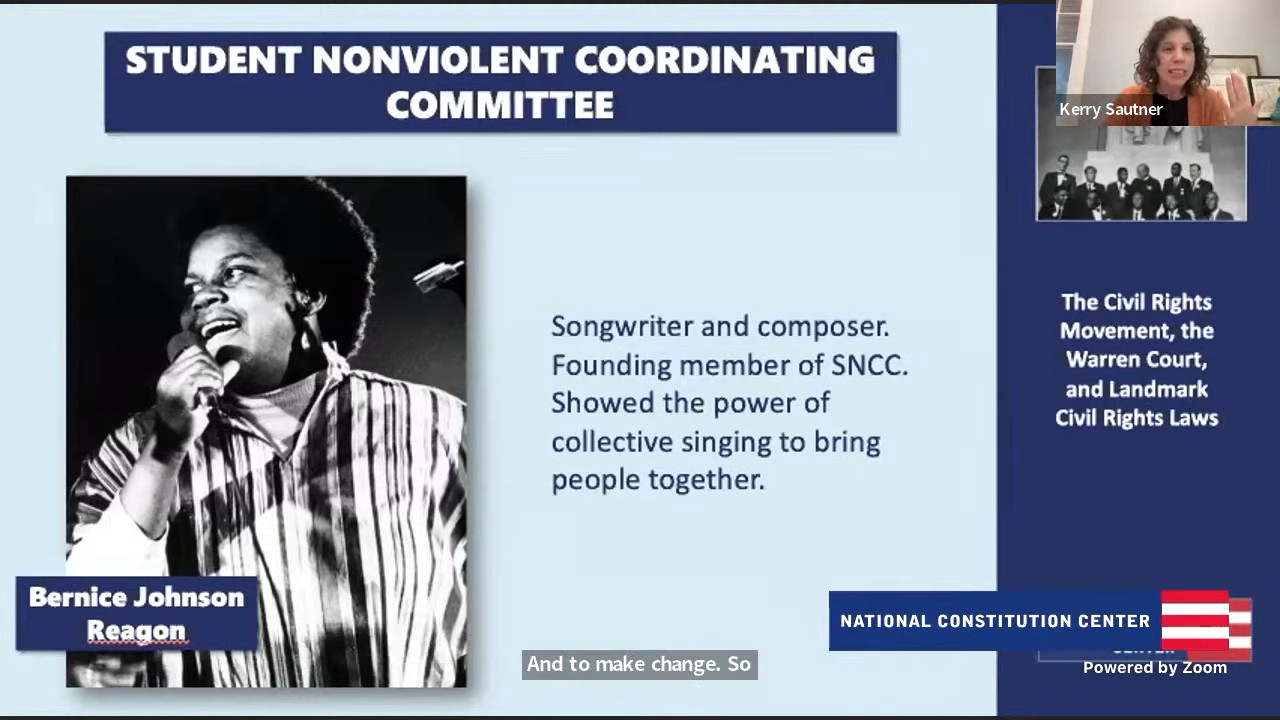 STUDENT NONVIOLENT COORDINATING
COMMITTEE
Kerry Sautner
Songwriter and composer.
Founding member of SNCC.
Showed the power of
collective singing to bring
people together.
The Civil Rights
Movement, the
Warren Court,
and Landmark
Civil Rights Laws
Bernice Johnson
Reagon
NATIONAL CONSTITUTION CENTER
And to make change. So
Powered by Zoom